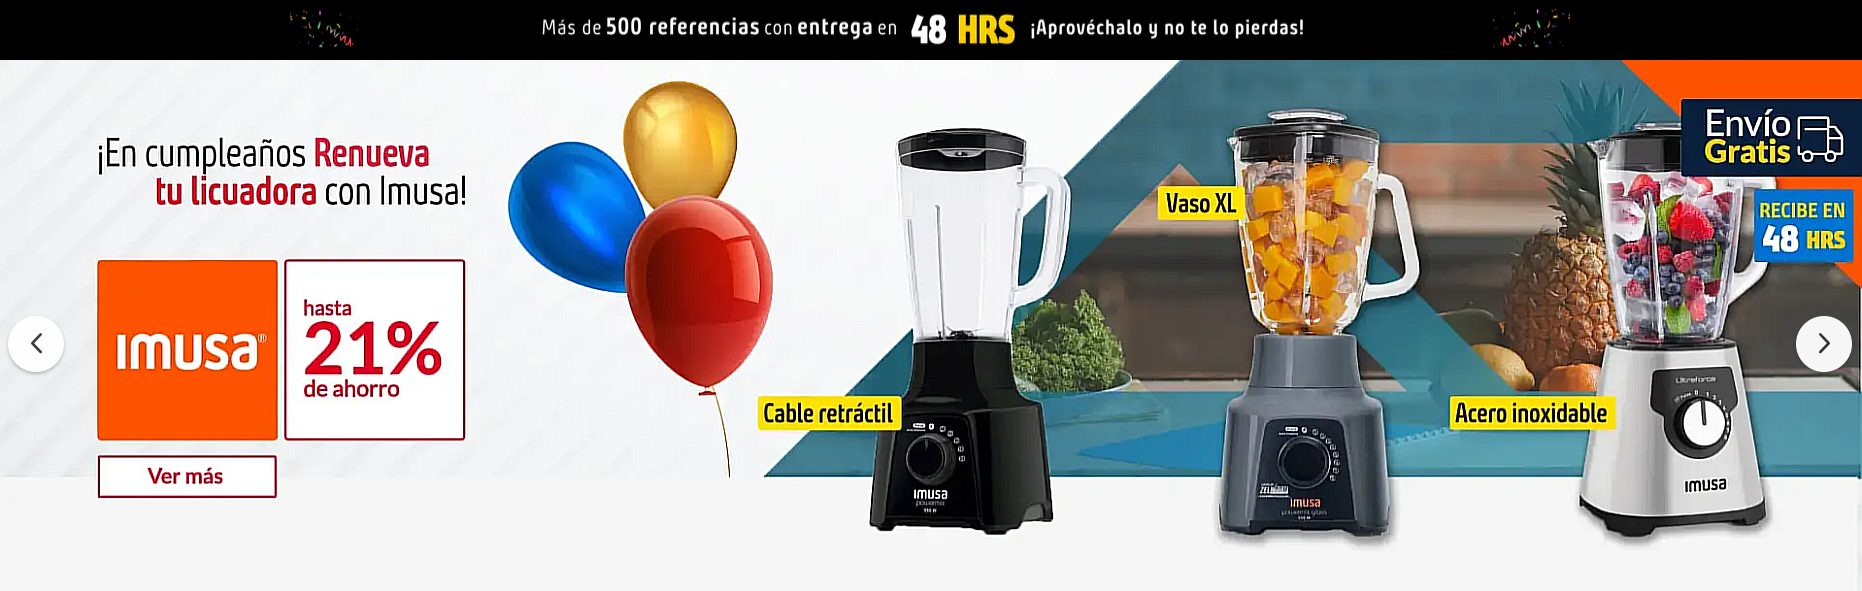 Más de 500 referencias con entrega en 48 HRS ¡Aprovéchalo y no te lo pierdas!
¡En cumpleaños Renueva
tu licuadora con Imusa!
IMUSA®
hasta
21%
de ahorro
Ver más
Cable retráctil
Vaso XL
Acero inoxidable
Envío
Gratis
RECIBE EN
48 HRS
IMUSA
IMUSA
Ultraforce
IMUSA